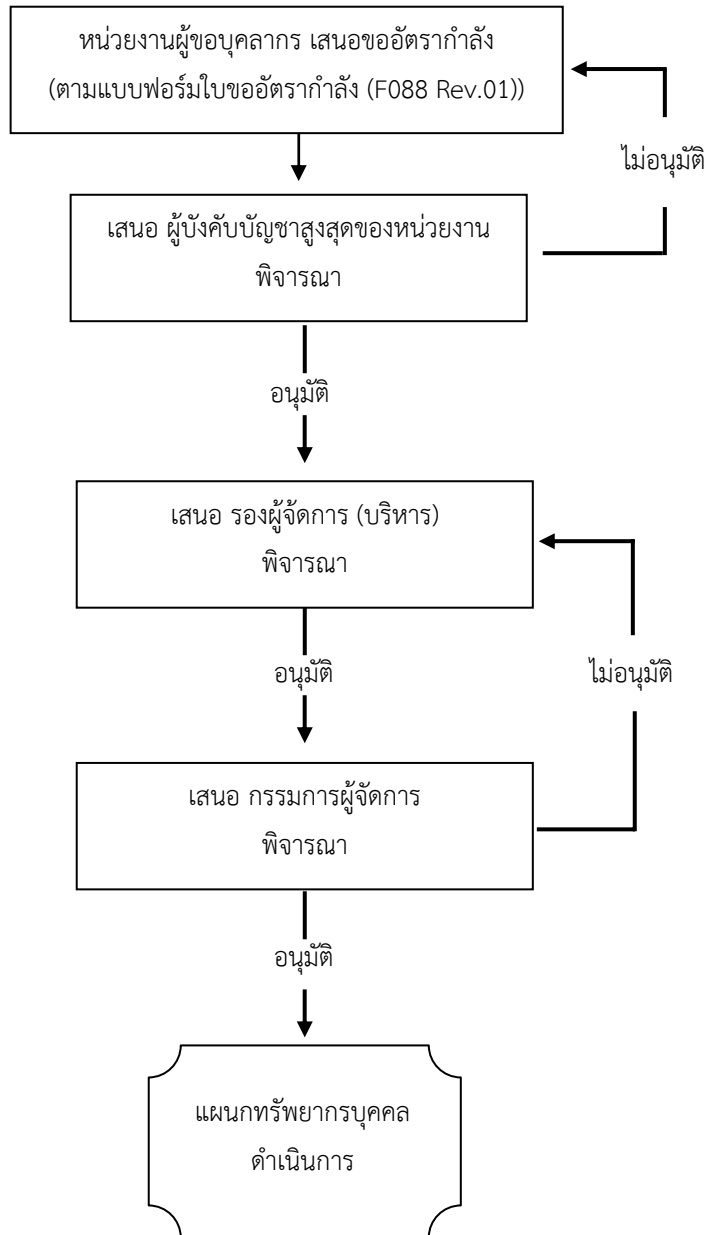 หน่วยงานผู้ขอบุคลากร เสนอขออัตรากำลัง
(ตามแบบฟอร์มใบขออัตรากำลัง (F088 Rev.01))
ไม่อนุมัติ
เสนอ ผู้บังคับบัญชาสูงสุดของหน่วยงาน
พิจารณา
อนุมัติ
เสนอ รองผู้จัดการ (บริหาร)
พิจารณา
อนุมัติ
ไม่อนุมัติ
เสนอ กรรมการผู้จัดการ
พิจารณา
อนุมัติ
แผนกทรัพยากรบุคคล
ดำเนินการ